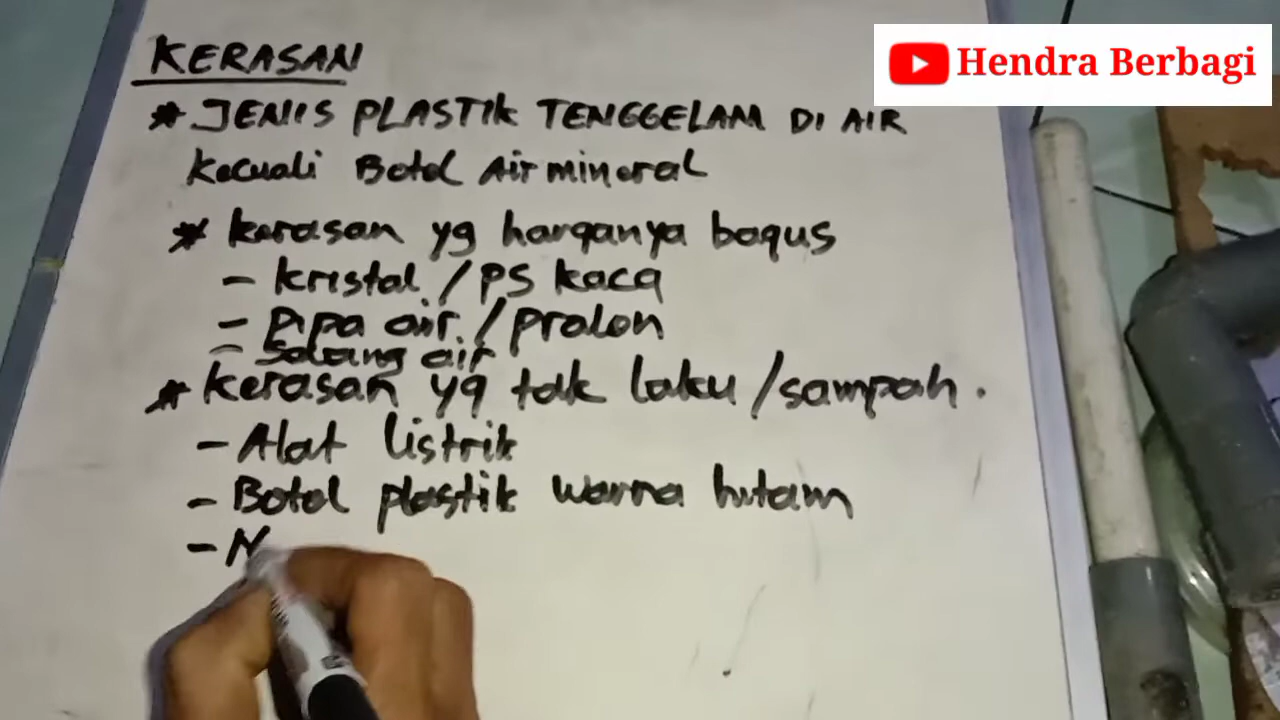 Hendra Berbagi
KERASAN
* JENIS PLASTIK TENGGELAM DI AIR
Kecuali Botol Air mineral
* kerasan yg harganya bagus
- kristal / PS kaca
- Pipa air / pralon
- Selang air
* kerasan yg tdk laku / sampah .
- Alat listrik
- Botol plastik warna hitam
- N